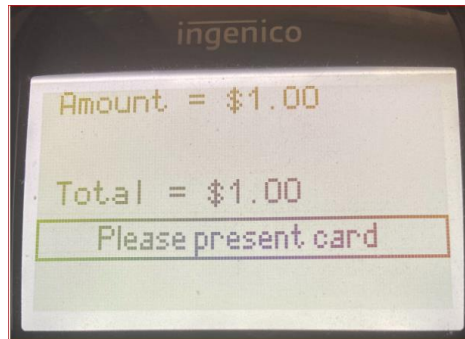 ingenico
Amount = $1.00
Total = $1.00
Please present card